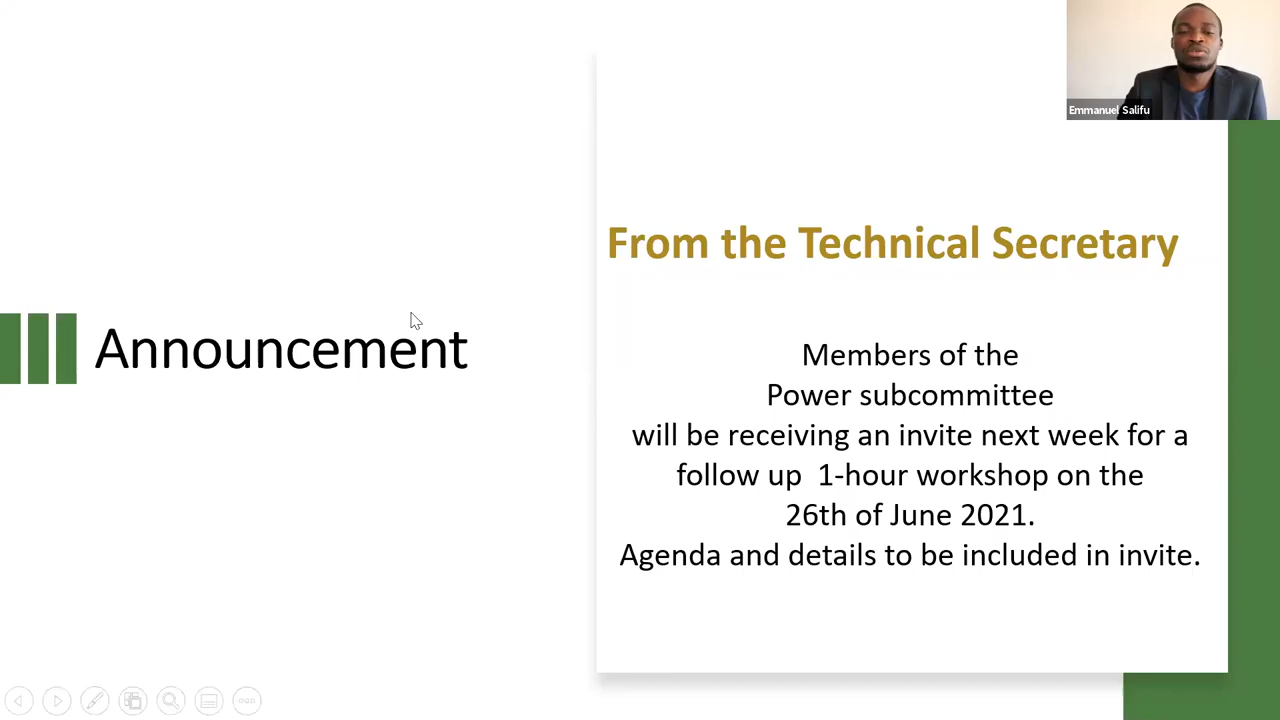 Emmanuel Salifu
From the Technical Secretary
Announcement
Members of the
Power subcommittee
will be receiving an invite next week for a
follow up  1-hour workshop on the
26th of June 2021.
Agenda and details to be included in invite.